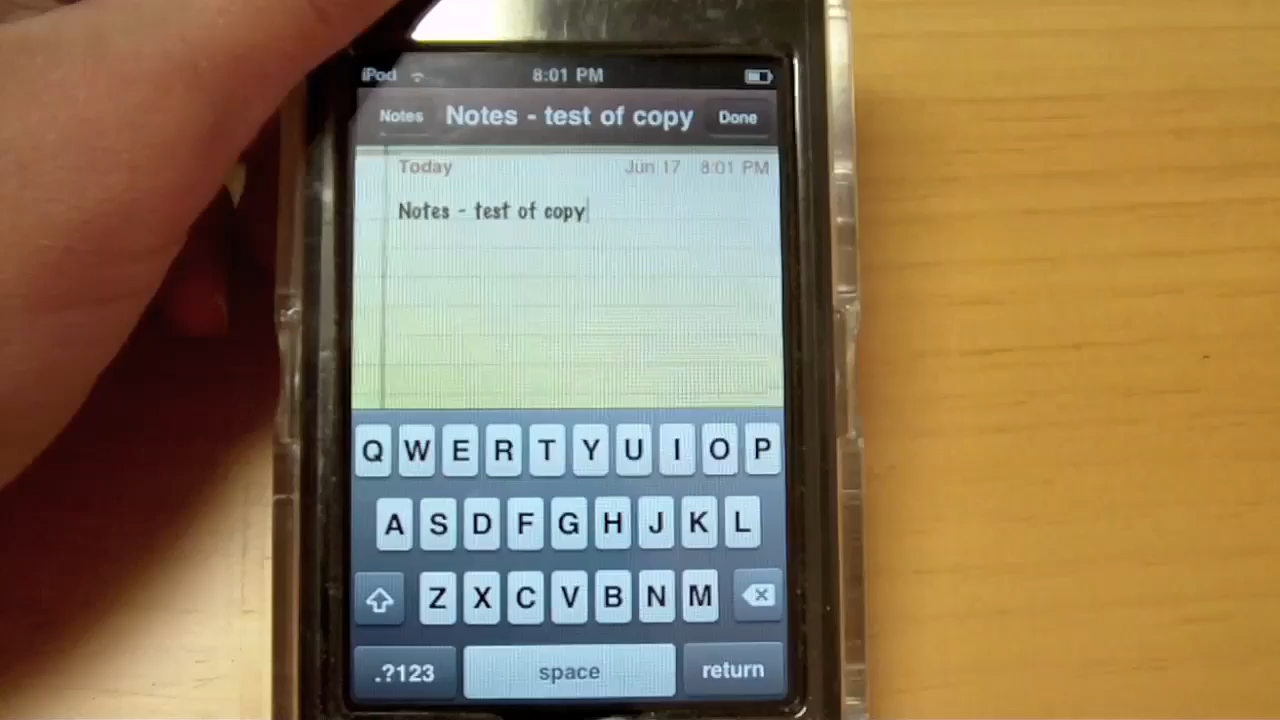 iPod 8:01 PM
Notes Notes - test of copy Done
Today Jun 17 8:01 PM
Notes - test of copy
Q W E R T Y U I O P
A S D F G H J K L
Z X C V B N M
.?123 space return